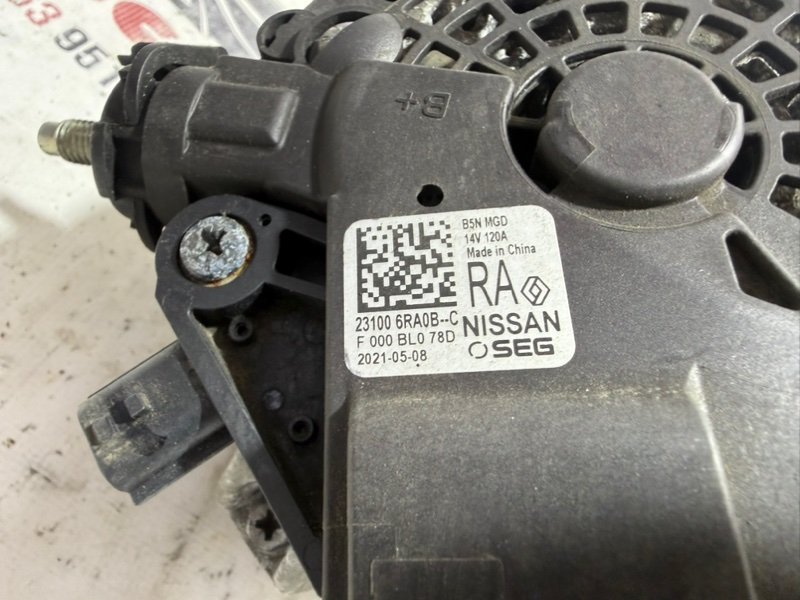 B+
B5N MGD
14V 120A
Made in China
RA
23100 6RA0B--C
NISSAN
F 000 BL0 78D
SEG
2021-05-08